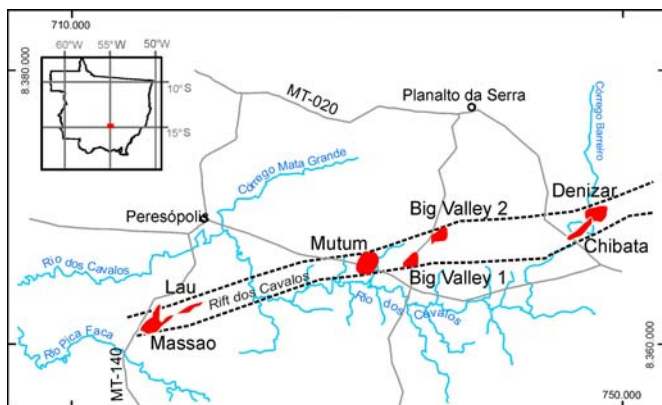 710.000
60°W
55°W
50°W
8.380.000
10°S
15°S
MT-020
Planalto da Serra
Córrego Barreiro
Córrego Mata Grande
Denizar
Peresópolis
Big Valley 2
Mutum
Chibata
Rio dos Cavalos
Lau
Rift dos Cavalos
Big Valley 1
Rio dos Cavalos
Massao
Rio Pica Faca
MT-140
8.360.000
750.000